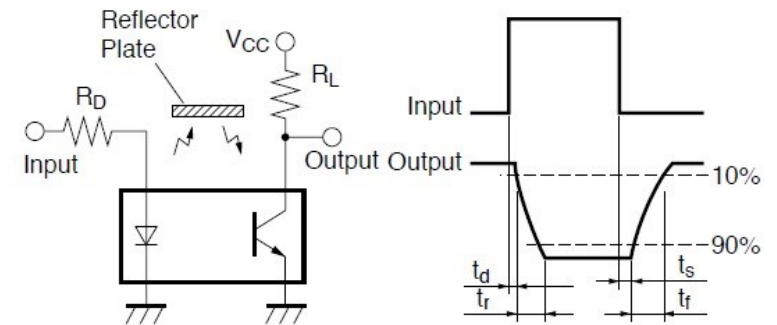 Reflector
Plate
VCC
RD
RL
Input
Output
Input
Output
10%
90%
td
ts
tr
tf